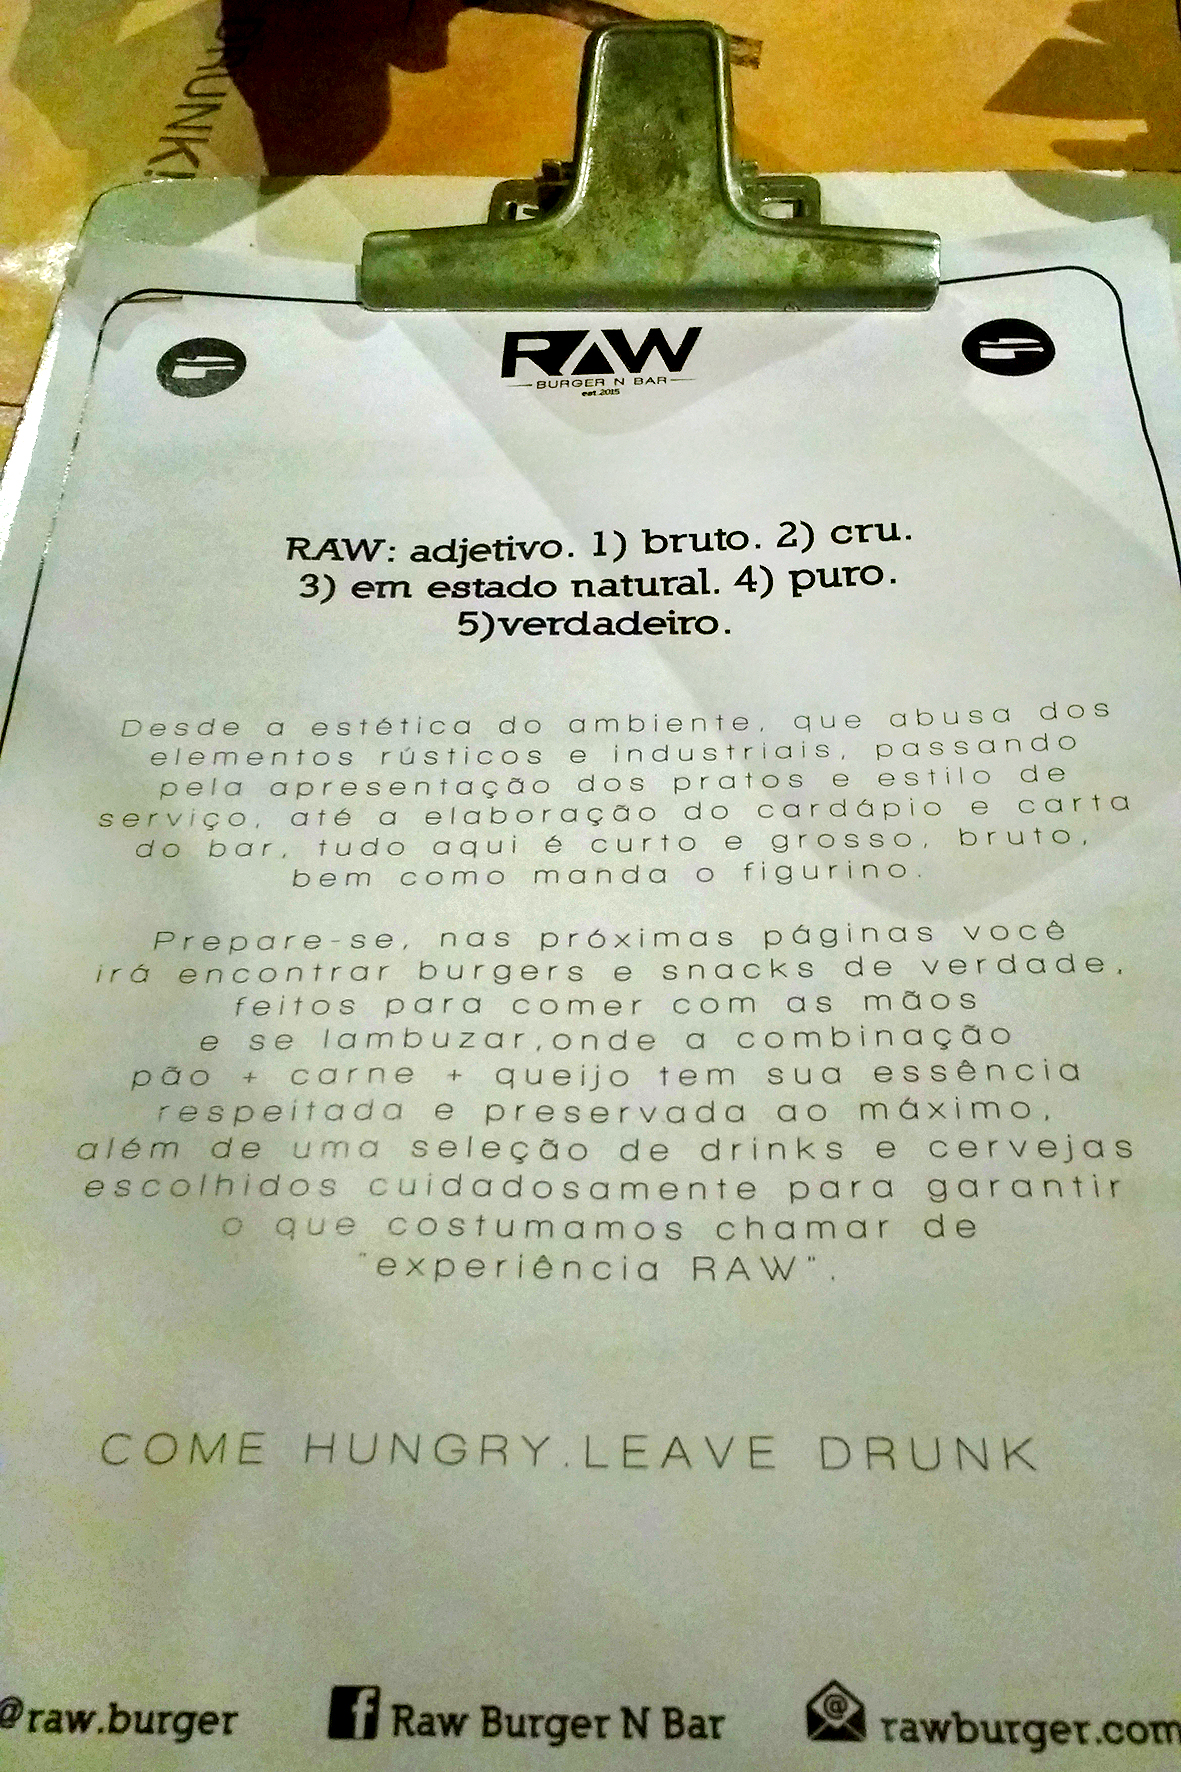 RUNK!
RAW
BURGER N BAR
est.2015
RAW: adjetivo. 1) bruto. 2) cru.
3) em estado natural. 4) puro.
5)verdadeiro.
Desde a estética do ambiente, que abusa dos
elementos rústicos e industriais, passando
pela apresentação dos pratos e estilo de
serviço, até a elaboração do cardápio e carta
do bar, tudo aqui é curto e grosso, bruto,
bem como manda o figurino.
Prepare-se, nas próximas páginas você
irá encontrar burgers e snacks de verdade,
feitos para comer com as mãos
e se lambuzar,onde a combinação
pão + carne + queijo tem sua essência
respeitada e preservada ao máximo,
além de uma seleção de drinks e cervejas
escolhidos cuidadosamente para garantir
o que costumamos chamar de
"experiência RAW".
COME HUNGRY.LEAVE DRUNK
@raw.burger f Raw Burger N Bar @ rawburger.com